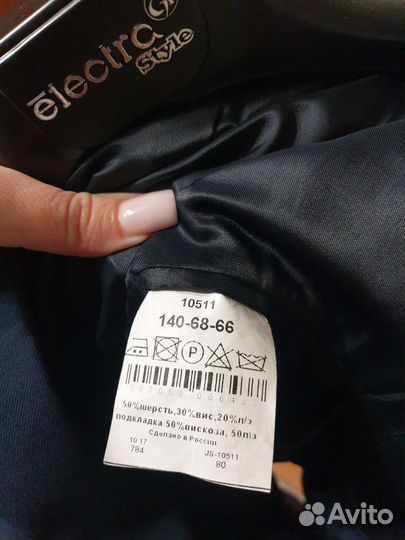 electra
Style
10511
140-68-66
P
50%шерсть,30%вис,20%п/э
подкладка 50%вискоза, 50п/э
Сделано в России
10.17
JS-10511
784
80
Avito